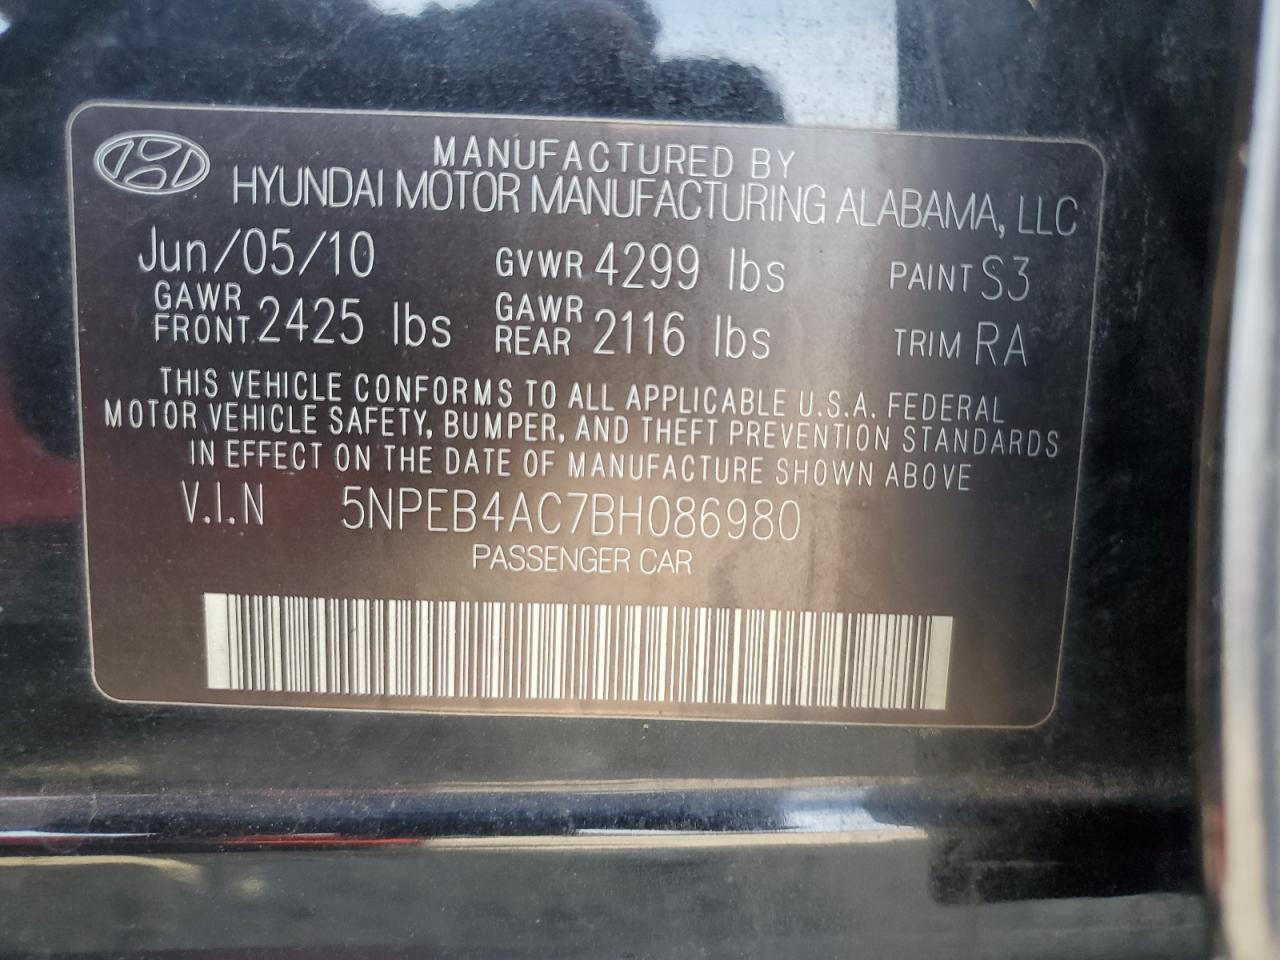 MANUFACTURED BY
HYUNDAI MOTOR MANUFACTURING ALABAMA, LLC
Jun/05/10 GVWR 4299 lbs PAINT S3
GAWR FRONT 2425 lbs GAWR REAR 2116 lbs TRIM RA
THIS VEHICLE CONFORMS TO ALL APPLICABLE U.S.A. FEDERAL
MOTOR VEHICLE SAFETY, BUMPER, AND THEFT PREVENTION STANDARDS
IN EFFECT ON THE DATE OF MANUFACTURE SHOWN ABOVE
V.I.N 5NPEB4AC7BH086980
PASSENGER CAR